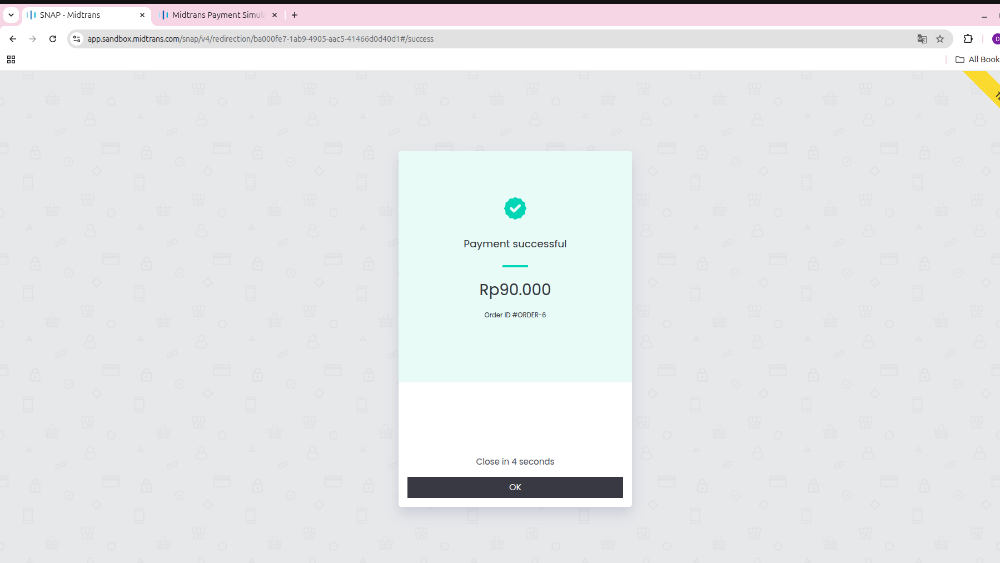 SNAP - Midtrans
Midtrans Payment Simula
app.sandbox.midtrans.com/snap/v4/redirection/ba000fe7-1ab9-4905-aac5-41466d0d40d1#/success
D
All Book
Payment successful
Rp90.000
Order ID #ORDER-6
Close in 4 seconds
OK